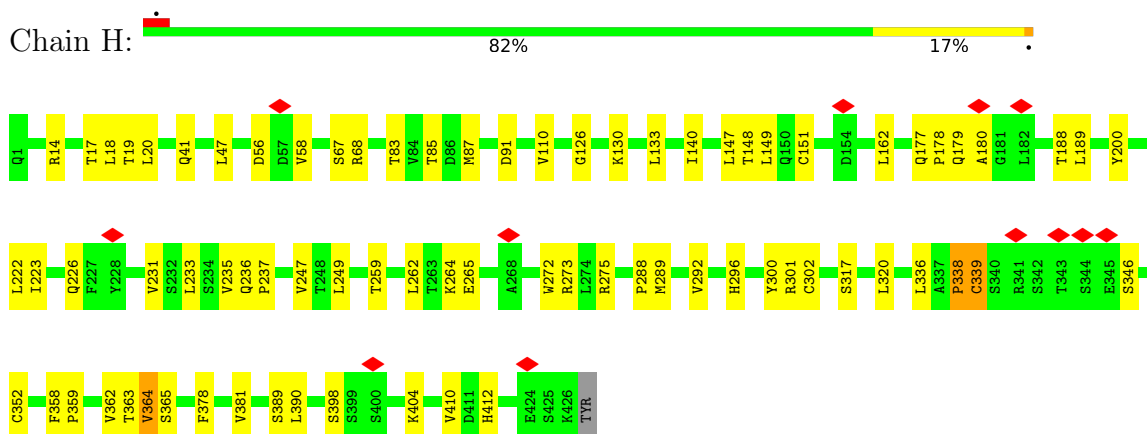 Chain H:
82% 17%
Q1 R14 T17 L18 T19 L20 Q41 L47 D56 D57 V58 S67 R68 T83 V84 T85 D86 M87 D91 V110 G126 K130 L133 I140 L147 T148 L149 Q150 C151 D154 L162 Q177 P178 Q179 A180 G181 L182 T188 L189 Y200
L222 I223 Q226 F227 Y228 V231 S232 L233 S234 V235 Q236 P237 V247 T248 L249 T259 L262 T263 K264 E265 A268 W272 R273 L274 R275 P288 M289 V292 H296 Y300 R301 C302 S317 L320 L336 A337 P338 C339 S340 R341 S342 T343 S344 E345 S346
C352 F358 P359 V362 T363 V364 S365 F378 V381 S389 L390 S398 S399 S400 K404 V410 D411 H412 E424 S425 K426 TYR